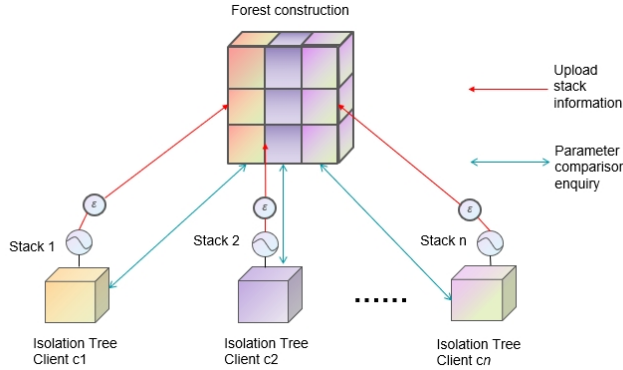 Forest construction
Upload
stack
information
Parameter
comparison
enquiry
ε
ε
ε
Stack 1
Stack 2
Stack n
......
Isolation Tree
Client c1
Isolation Tree
Client c2
Isolation Tree
Client cn